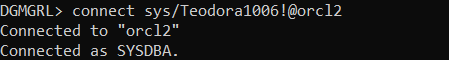 DGMGRL> connect sys/Teodora1006!@orcl2
Connected to "orcl2"
Connected as SYSDBA.